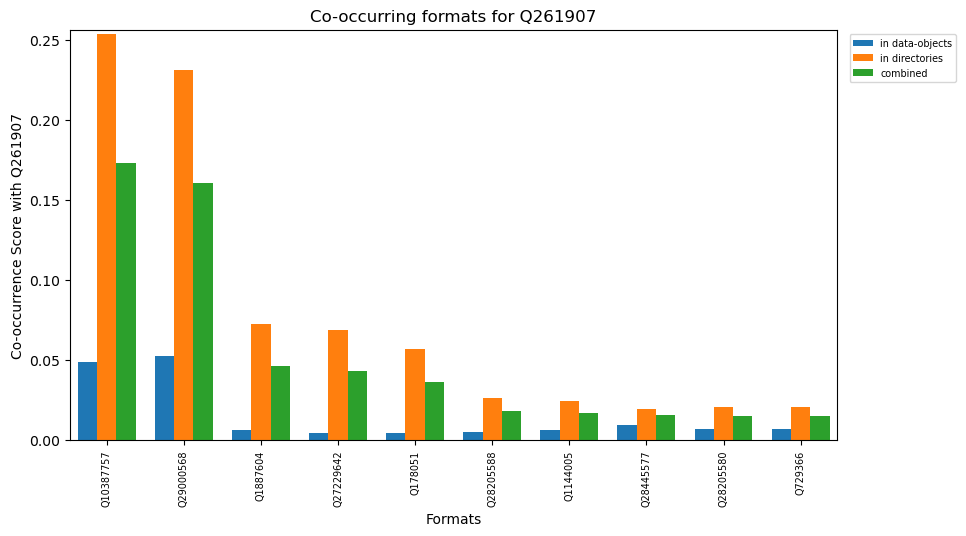 Co-occurring formats for Q261907
in data-objects
in directories
combined
Co-occurrence Score with Q261907
0.25
0.20
0.15
0.10
0.05
0.00
Q10387757
Q29000568
Q1887604
Q27229642
Q178051
Q28205588
Q1144005
Q28445577
Q28205580
Q729366
Formats